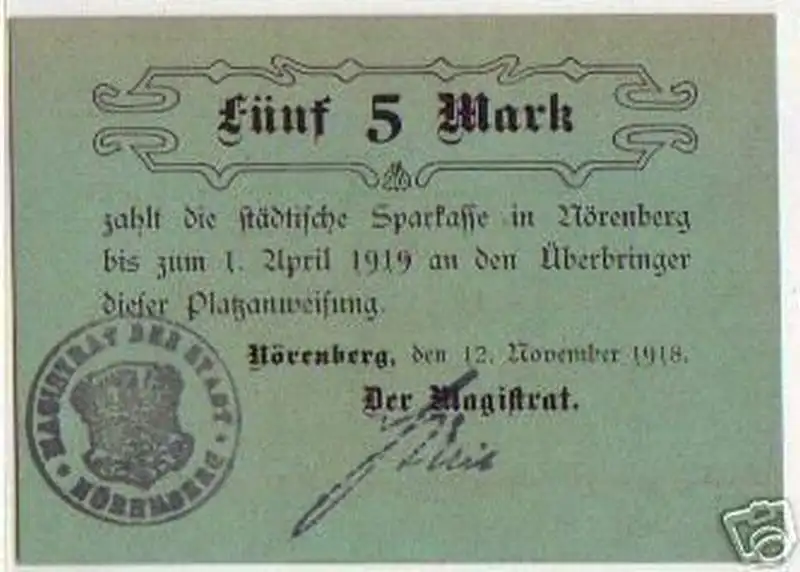 Fünf 5 Mark
zahlt die städtische Sparkasse in Nörenberg
bis zum 1. April 1919 an den Überbringer
dieser Platzanweisung.
Nörenberg, den 12. November 1918.
Der Magistrat.
MAGISTRAT DER STADT
* NÖRENBERG *